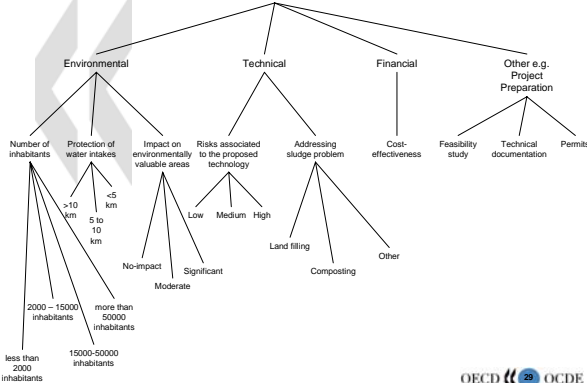 Environmental
Technical
Financial
Other e.g.
Project
Preparation
Number of
inhabitants
Protection of
water intakes
Impact on
environmentally
valuable areas
Risks associated
to the proposed
technology
Addressing
sludge problem
Cost-
effectiveness
Feasibility
study
Technical
documentation
Permits
>10
km
5 to
10
km
<5
km
Low
Medium
High
Land filling
Composting
Other
No-impact
Moderate
Significant
less than
2000
inhabitants
2000 – 15000
inhabitants
15000-50000
inhabitants
more than
50000
inhabitants
OECD 29 OCDE